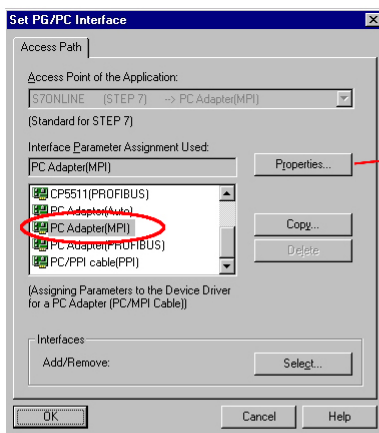 Set PG/PC Interface
Access Path
Access Point of the Application:
S7ONLINE (STEP 7) --> PC Adapter(MPI)
(Standard for STEP 7)
Interface Parameter Assignment Used:
PC Adapter(MPI)
Properties...
CP5511(PROFIBUS)
PC Adapter(Auto)
PC Adapter(MPI)
PC Adapter(PROFIBUS)
PC/PPI cable(PPI)
Copy...
Delete
(Assigning Parameters to the Device Driver
for a PC Adapter (PC/MPI Cable))
Interfaces
Add/Remove:
Select...
OK
Cancel
Help